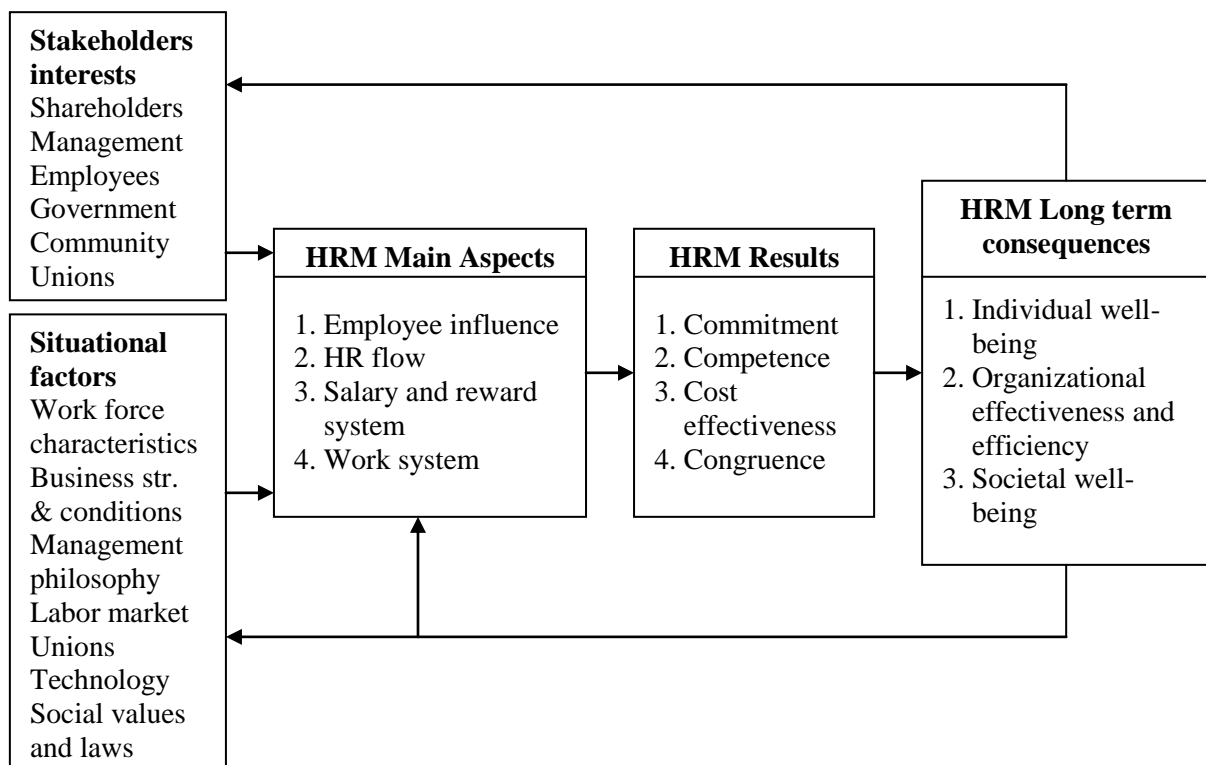 Stakeholders
interests
Shareholders
Management
Employees
Government
Community
Unions
Situational
factors
Work force
characteristics
Business str.
& conditions
Management
philosophy
Labor market
Unions
Technology
Social values
and laws
HRM Main Aspects
1. Employee influence
2. HR flow
3. Salary and reward
system
4. Work system
HRM Results
1. Commitment
2. Competence
3. Cost
effectiveness
4. Congruence
HRM Long term
consequences
1. Individual well-
being
2. Organizational
effectiveness and
efficiency
3. Societal well-
being